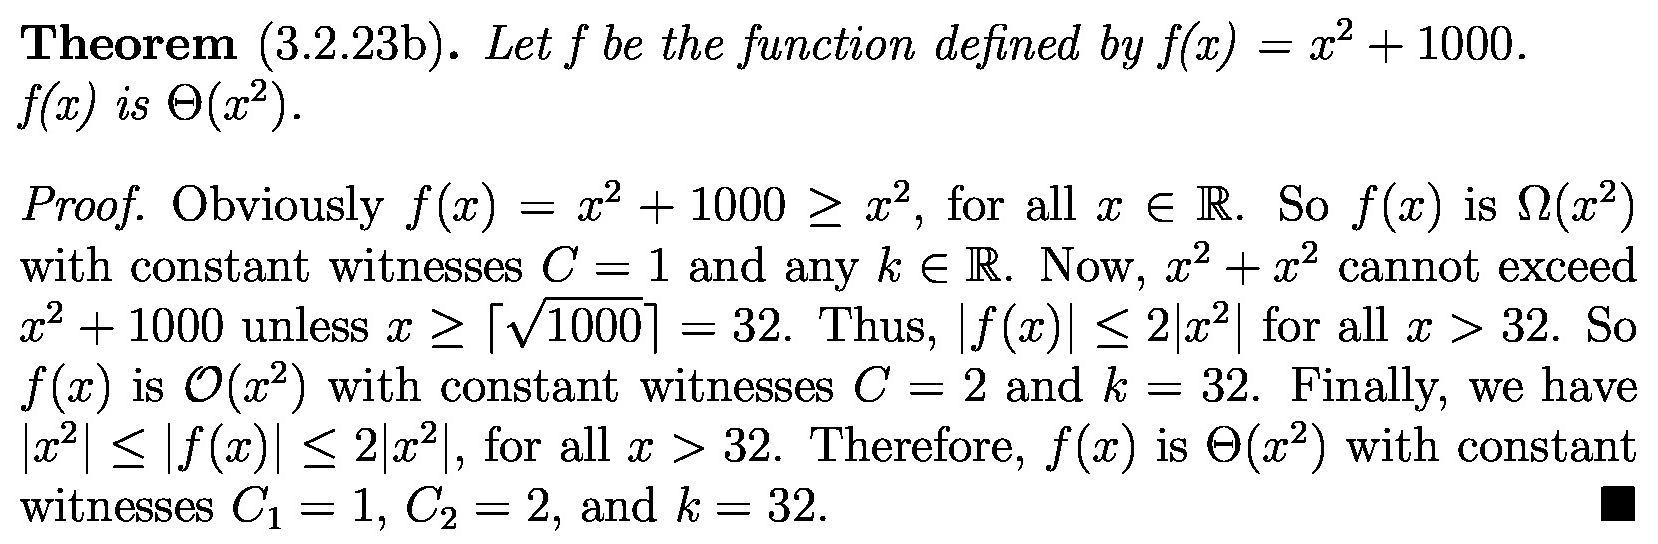 Theorem (3.2.23b). Let f be the function defined by f(x) = x² + 1000.
f(x) is Θ(x²).
Proof. Obviously f(x) = x² + 1000 ≥ x², for all x ∈ ℝ. So f(x) is Ω(x²)
with constant witnesses C = 1 and any k ∈ ℝ. Now, x² + x² cannot exceed
x² + 1000 unless x ≥ ⌈√1000⌉ = 32. Thus, |f(x)| ≤ 2|x²| for all x > 32. So
f(x) is 𝒪(x²) with constant witnesses C = 2 and k = 32. Finally, we have
|x²| ≤ |f(x)| ≤ 2|x²|, for all x > 32. Therefore, f(x) is Θ(x²) with constant
witnesses C₁ = 1, C₂ = 2, and k = 32. ■